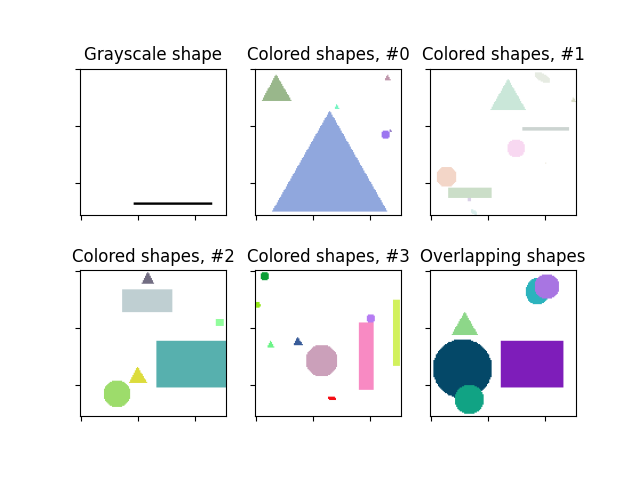 Grayscale shape
Colored shapes, #0
Colored shapes, #1
Colored shapes, #2
Colored shapes, #3
Overlapping shapes